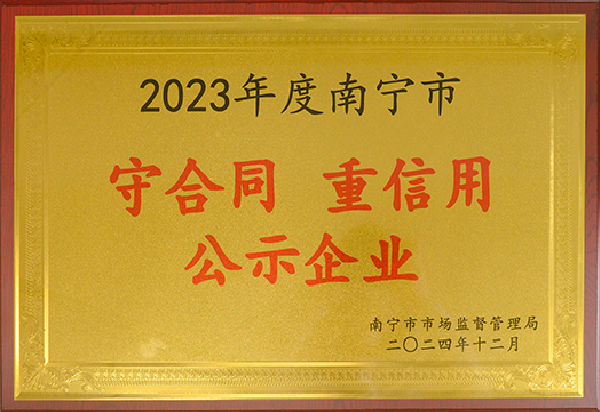 2023年度南宁市
守合同 重信用
公示企业
南宁市市场监督管理局
二〇二四年十二月